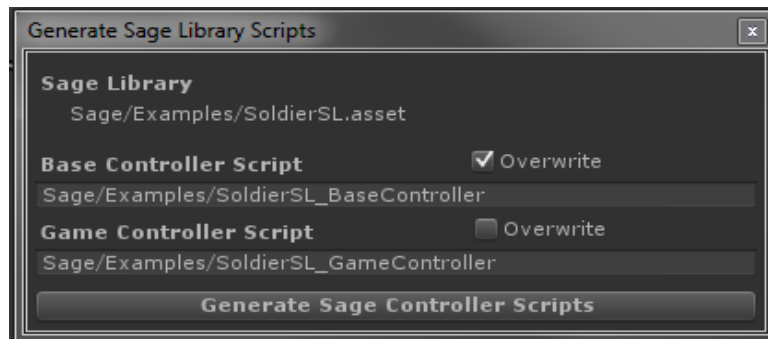 Generate Sage Library Scripts
Sage Library
Sage/Examples/SoldierSL.asset
Base Controller Script Overwrite
Sage/Examples/SoldierSL_BaseController
Game Controller Script Overwrite
Sage/Examples/SoldierSL_GameController
Generate Sage Controller Scripts